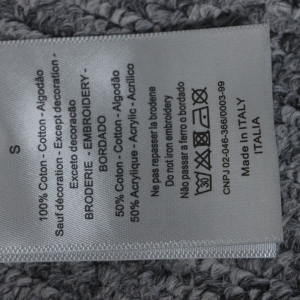 S
100% Coton - Cotton - Algodão
Sauf décoration - Except decoration -
Exceto decoração
BRODERIE - EMBROIDERY -
BORDADO
50% Coton - Cotton - Algodão
50% Acrylique - Acrylic - Acrílico
Ne pas repasser la broderie
Do not iron embroidery
Não passar a ferro o bordado
30
CNPJ 02-046-366/0003-99
Made in ITALY
ITALIA